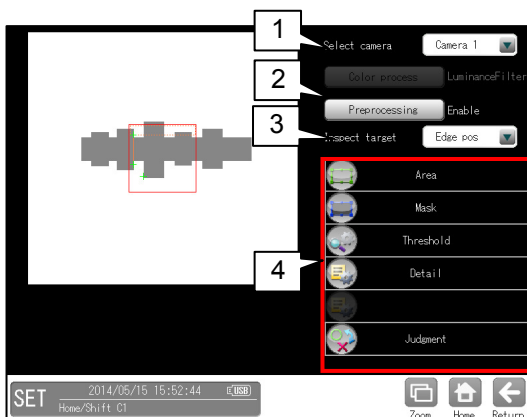 1
Select camera Camera 1
2
Color process LuminanceFilter
Preprocessing Enable
3
Inspect target Edge pos
4
Area
Mask
Threshold
Detail
Judgment
SET
2014/05/15 15:52:44 USB
Home/Shift C1
Zoom Home Return